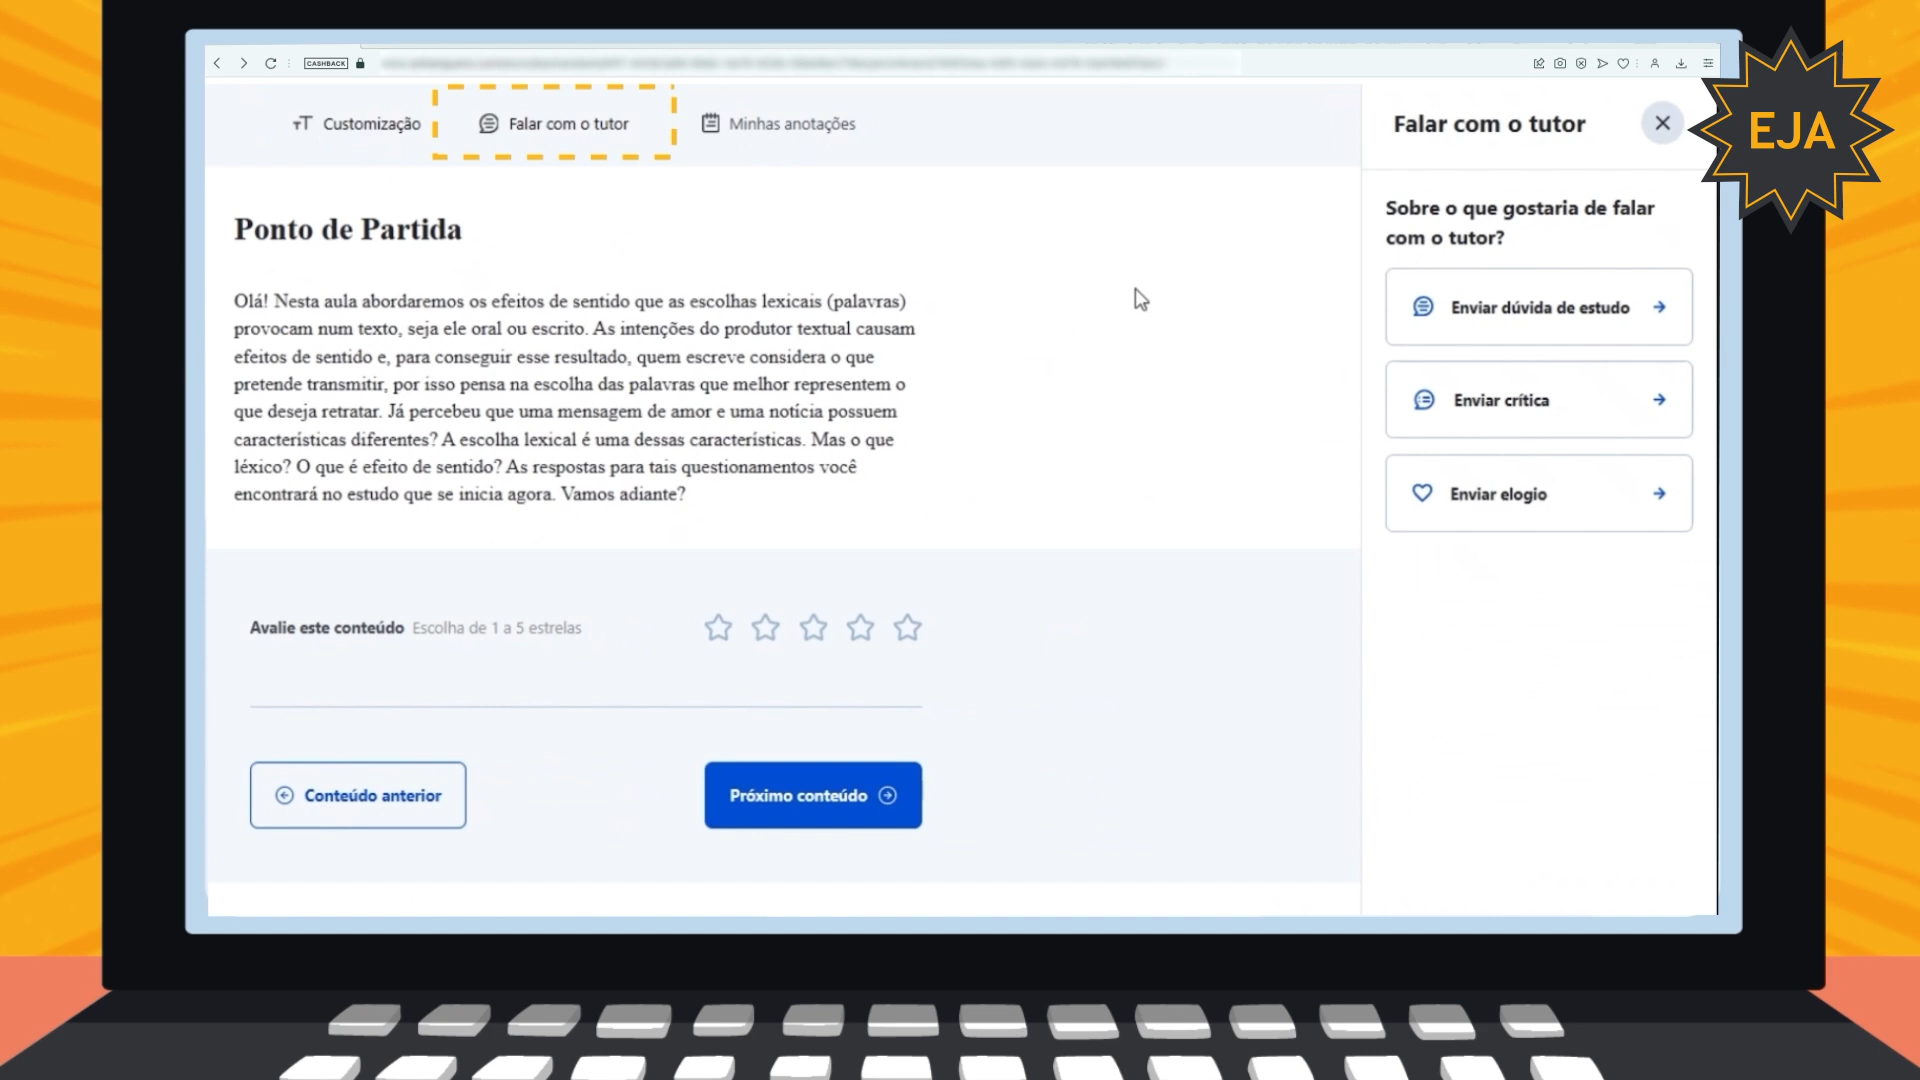 CASHBACK
Customização
Falar com o tutor
Minhas anotações
Falar com o tutor
EJA
Ponto de Partida
Olá! Nesta aula abordaremos os efeitos de sentido que as escolhas lexicais (palavras)
provocam num texto, seja ele oral ou escrito. As intenções do produtor textual causam
efeitos de sentido e, para conseguir esse resultado, quem escreve considera o que
pretende transmitir, por isso pensa na escolha das palavras que melhor representem o
que deseja retratar. Já percebeu que uma mensagem de amor e uma notícia possuem
características diferentes? A escolha lexical é uma dessas características. Mas o que
léxico? O que é efeito de sentido? As respostas para tais questionamentos você
encontrará no estudo que se inicia agora. Vamos adiante?
Sobre o que gostaria de falar
com o tutor?
Enviar dúvida de estudo
Enviar crítica
Enviar elogio
Avalie este conteúdo Escolha de 1 a 5 estrelas
Conteúdo anterior
Próximo conteúdo